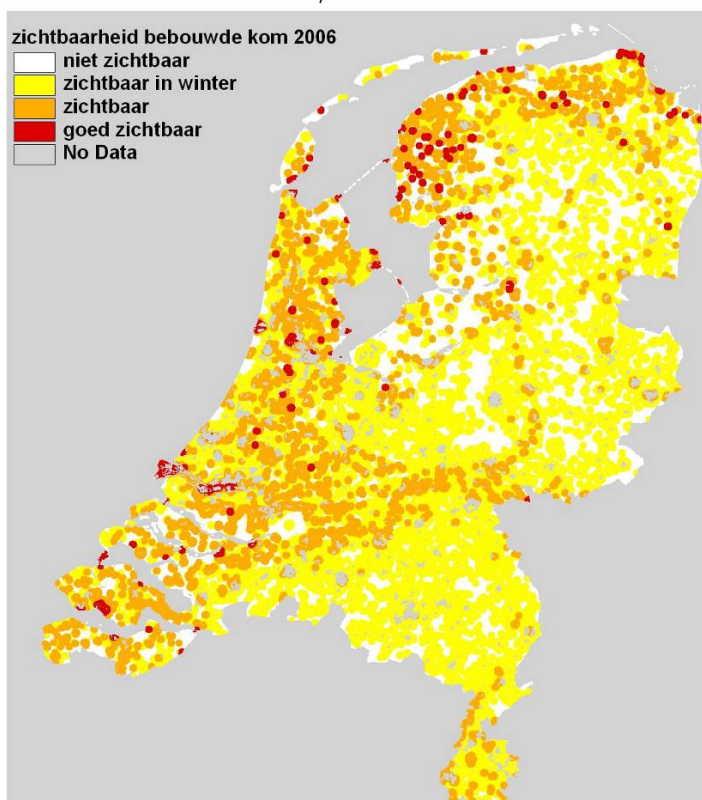 zichtbaarheid bebouwde kom 2006
niet zichtbaar
zichtbaar in winter
zichtbaar
goed zichtbaar
No Data